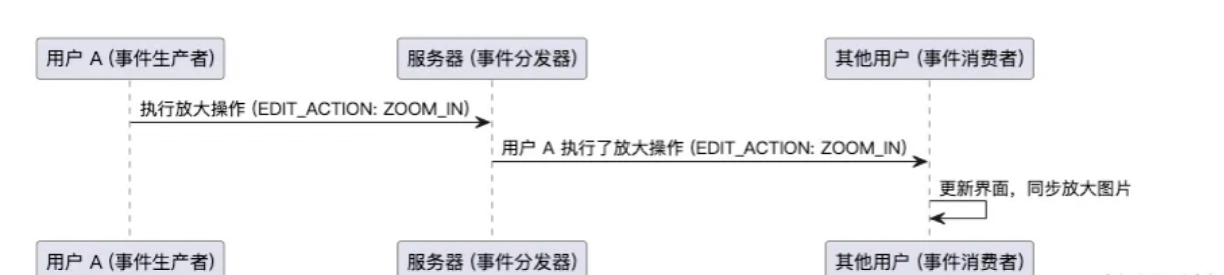 用户 A (事件生产者)
服务器 (事件分发器)
其他用户 (事件消费者)
执行放大操作 (EDIT_ACTION: ZOOM_IN)
用户 A 执行了放大操作 (EDIT_ACTION: ZOOM_IN)
更新界面，同步放大图片
用户 A (事件生产者)
服务器 (事件分发器)
其他用户 (事件消费者)